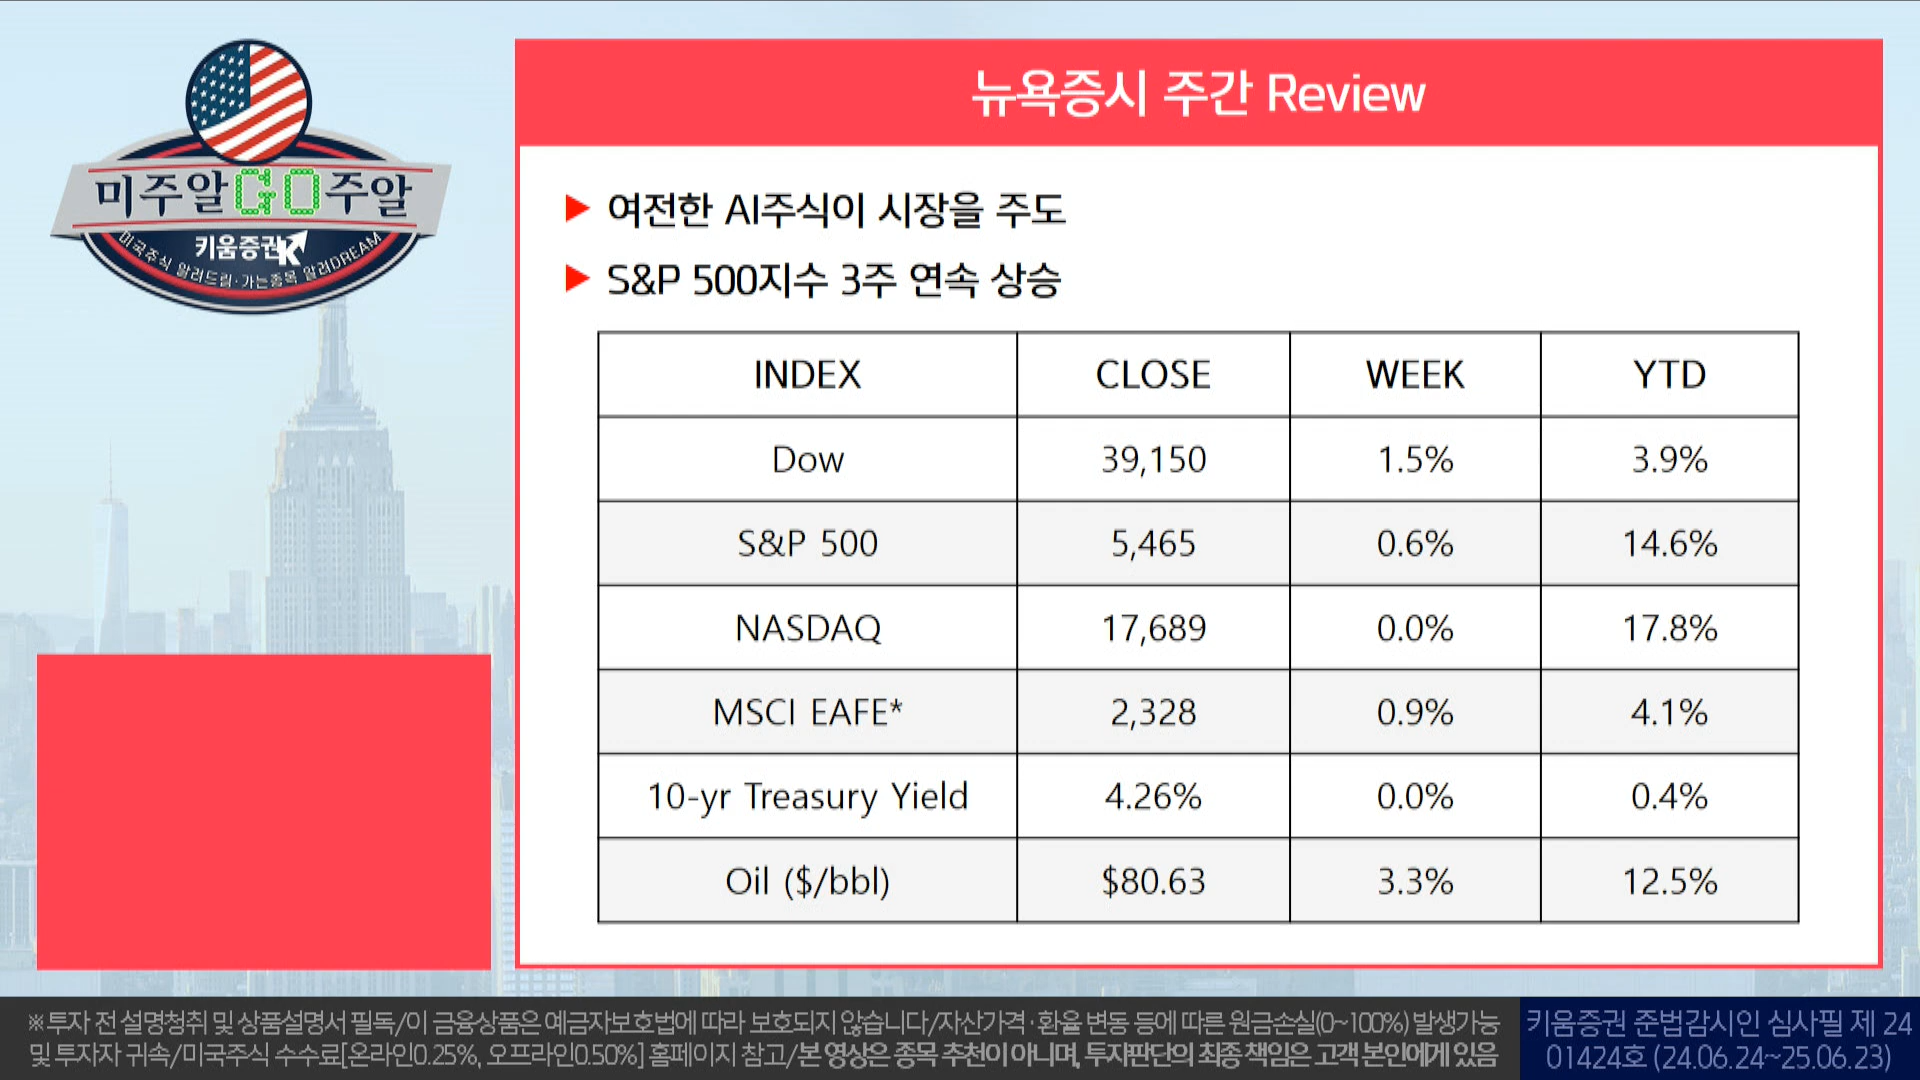 미주알GO주알
키움증권
미국주식 알려드림·가는종목 알려DREAM
뉴욕증시 주간 Review
여전한 AI주식이 시장을 주도
S&P 500지수 3주 연속 상승
INDEX CLOSE WEEK YTD
Dow 39,150 1.5% 3.9%
S&P 500 5,465 0.6% 14.6%
NASDAQ 17,689 0.0% 17.8%
MSCI EAFE* 2,328 0.9% 4.1%
10-yr Treasury Yield 4.26% 0.0% 0.4%
Oil ($/bbl) $80.63 3.3% 12.5%
※투자 전 설명청취 및 상품설명서 필독/이 금융상품은 예금자보호법에 따라 보호되지 않습니다/자산가격·환율 변동 등에 따른 원금손실(0~100%) 발생가능
및 투자자 귀속/미국주식 수수료[온라인0.25%, 오프라인0.50%] 홈페이지 참고/본 영상은 종목 추천이 아니며, 투자판단의 최종 책임은 고객 본인에게 있음
키움증권 준법감시인 심사필 제 24
01424호 (24.06.24~25.06.23)